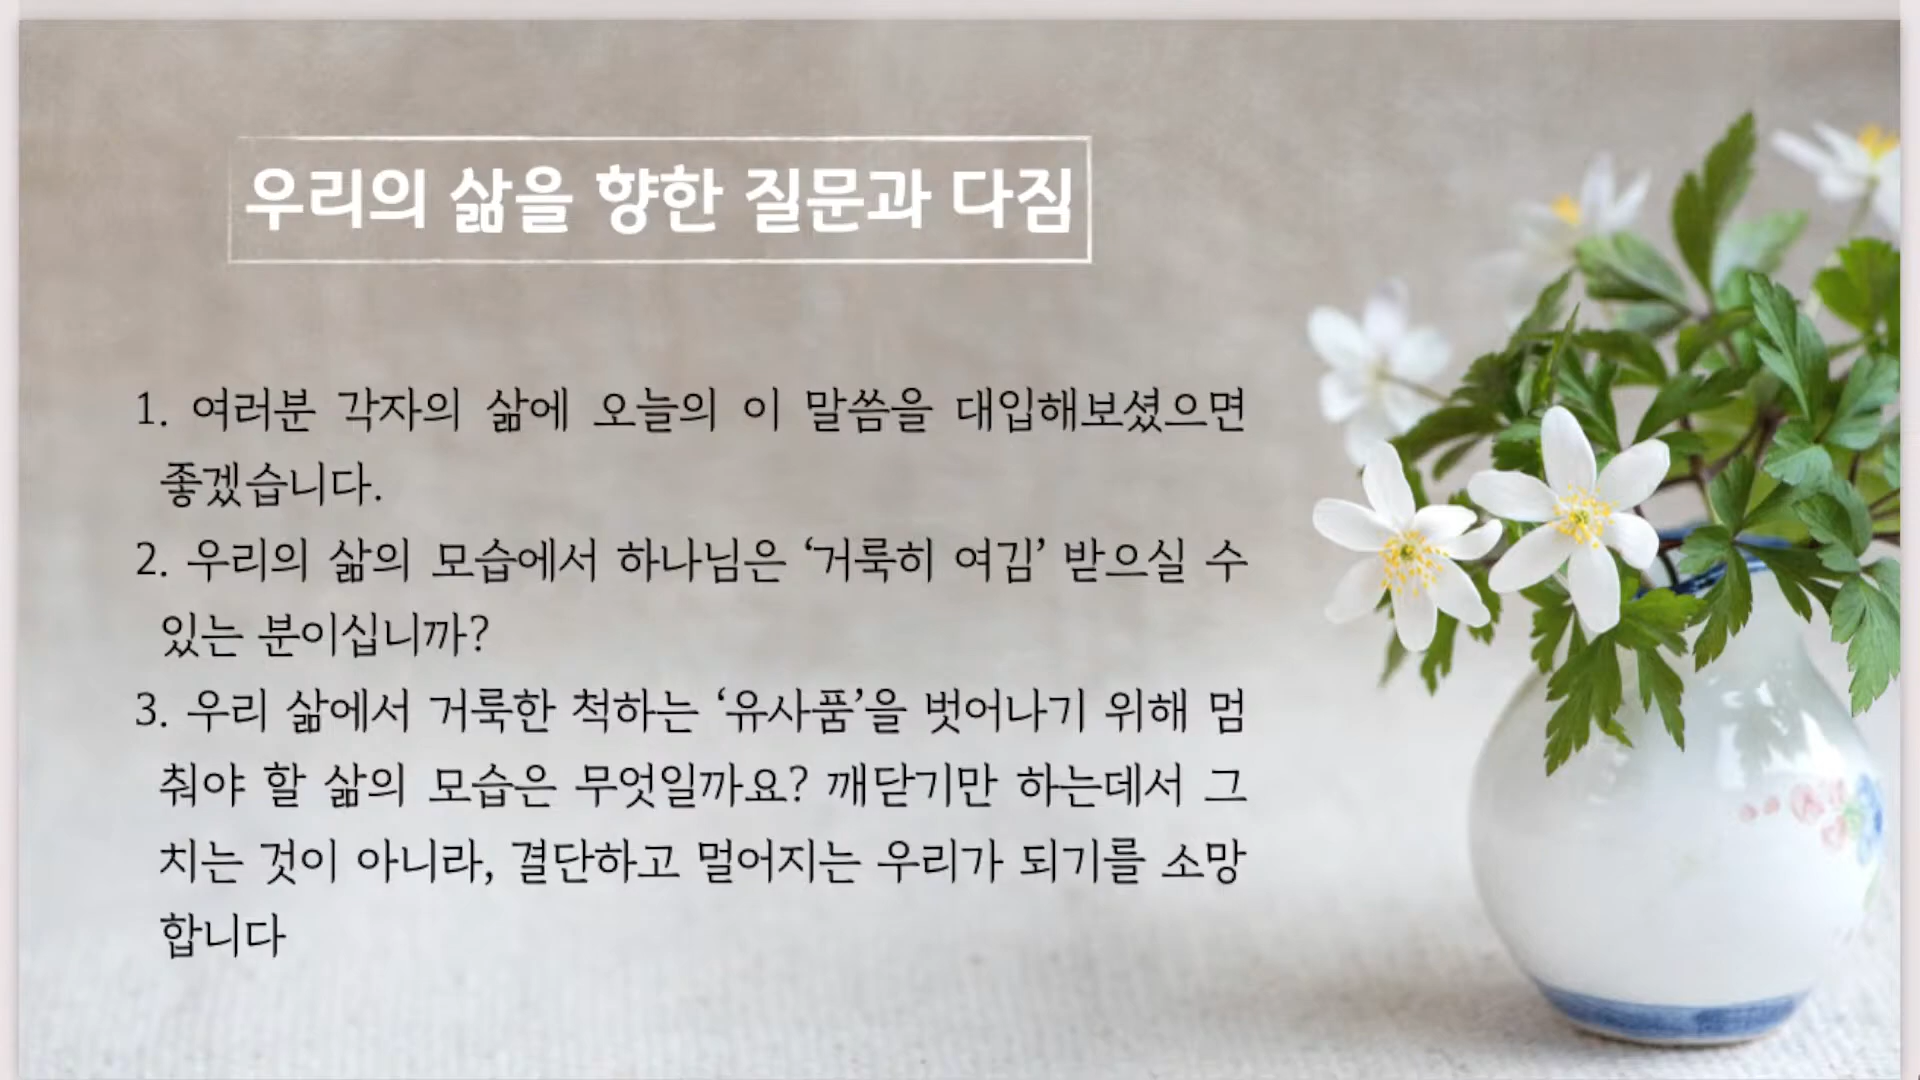 우리의 삶을 향한 질문과 다짐
1. 여러분 각자의 삶에 오늘의 이 말씀을 대입해보셨으면
좋겠습니다.
2. 우리의 삶의 모습에서 하나님은 ‘거룩히 여김’ 받으실 수
있는 분이십니까?
3. 우리 삶에서 거룩한 척하는 ‘유사품’을 벗어나기 위해 멈
춰야 할 삶의 모습은 무엇일까요? 깨닫기만 하는데서 그
치는 것이 아니라, 결단하고 멀어지는 우리가 되기를 소망
합니다